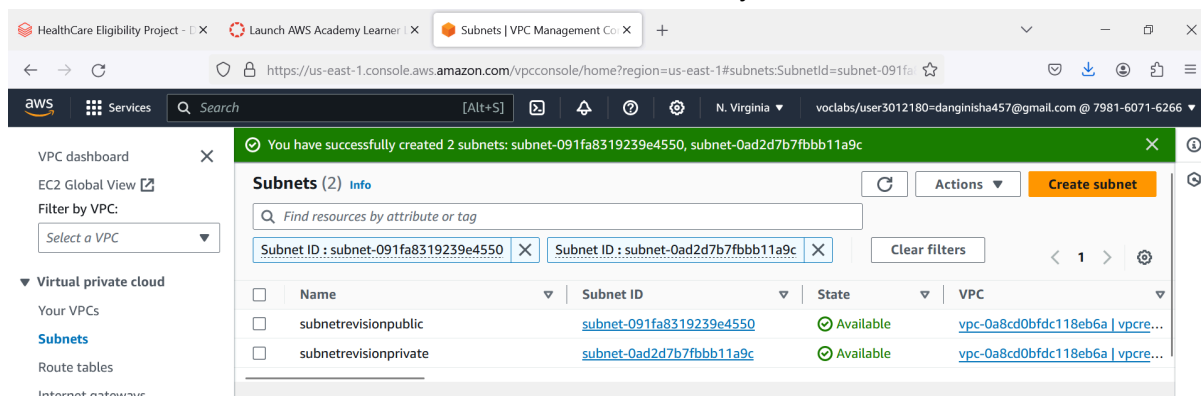 HealthCare Eligibility Project - D
Launch AWS Academy Learner L
Subnets | VPC Management Con
https://us-east-1.console.aws.amazon.com/vpcconsole/home?region=us-east-1#subnets:SubnetId=subnet-091fa
aws Services Search [Alt+S] N. Virginia ▼ voclabs/user3012180=danginisha457@gmail.com @ 7981-6071-6266 ▼
VPC dashboard
EC2 Global View
Filter by VPC:
Select a VPC
Virtual private cloud
Your VPCs
Subnets
Route tables
Internet gateways
You have successfully created 2 subnets: subnet-091fa8319239e4550, subnet-0ad2d7b7fbbb11a9c
Subnets (2) Info
Actions ▼
Create subnet
Find resources by attribute or tag
Subnet ID : subnet-091fa8319239e4550
Subnet ID : subnet-0ad2d7b7fbbb11a9c
Clear filters
1
Name Subnet ID State VPC
subnetrevisionpublic subnet-091fa8319239e4550 Available vpc-0a8cd0bfdc118eb6a | vpcre...
subnetrevisionprivate subnet-0ad2d7b7fbbb11a9c Available vpc-0a8cd0bfdc118eb6a | vpcre...